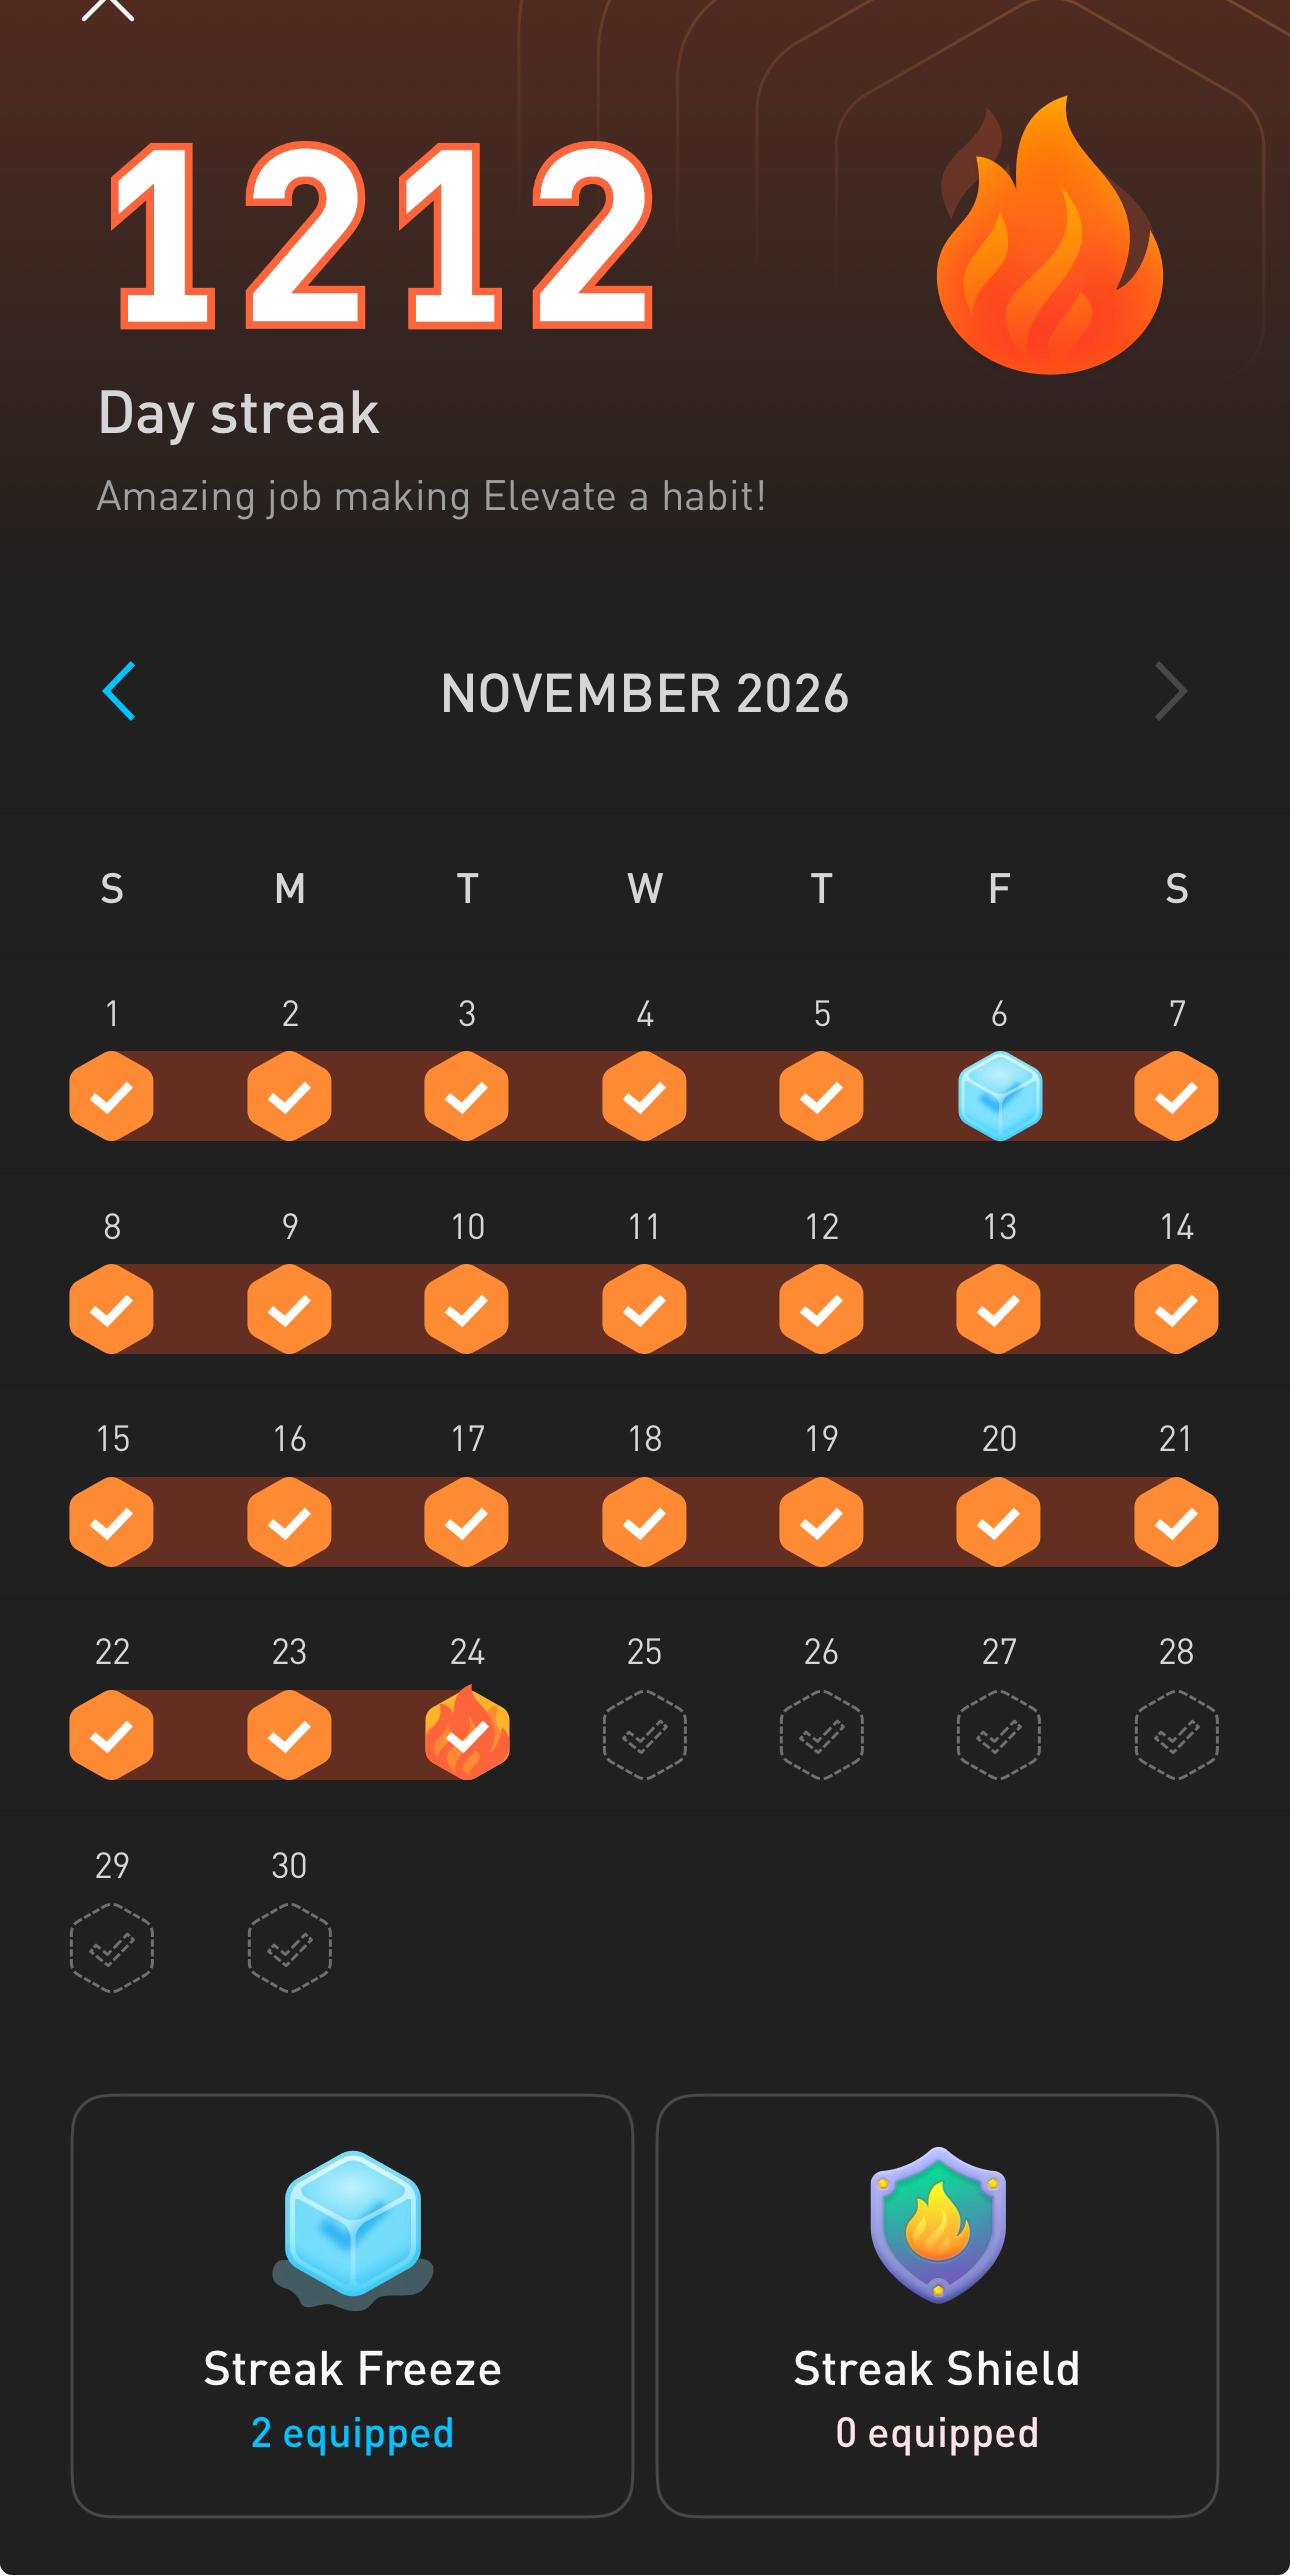 1212
Day streak
Amazing job making Elevate a habit!
NOVEMBER 2026
S M T W T F S
1 2 3 4 5 6 7
8 9 10 11 12 13 14
15 16 17 18 19 20 21
22 23 24 25 26 27 28
29 30
Streak Freeze
2 equipped
Streak Shield
0 equipped